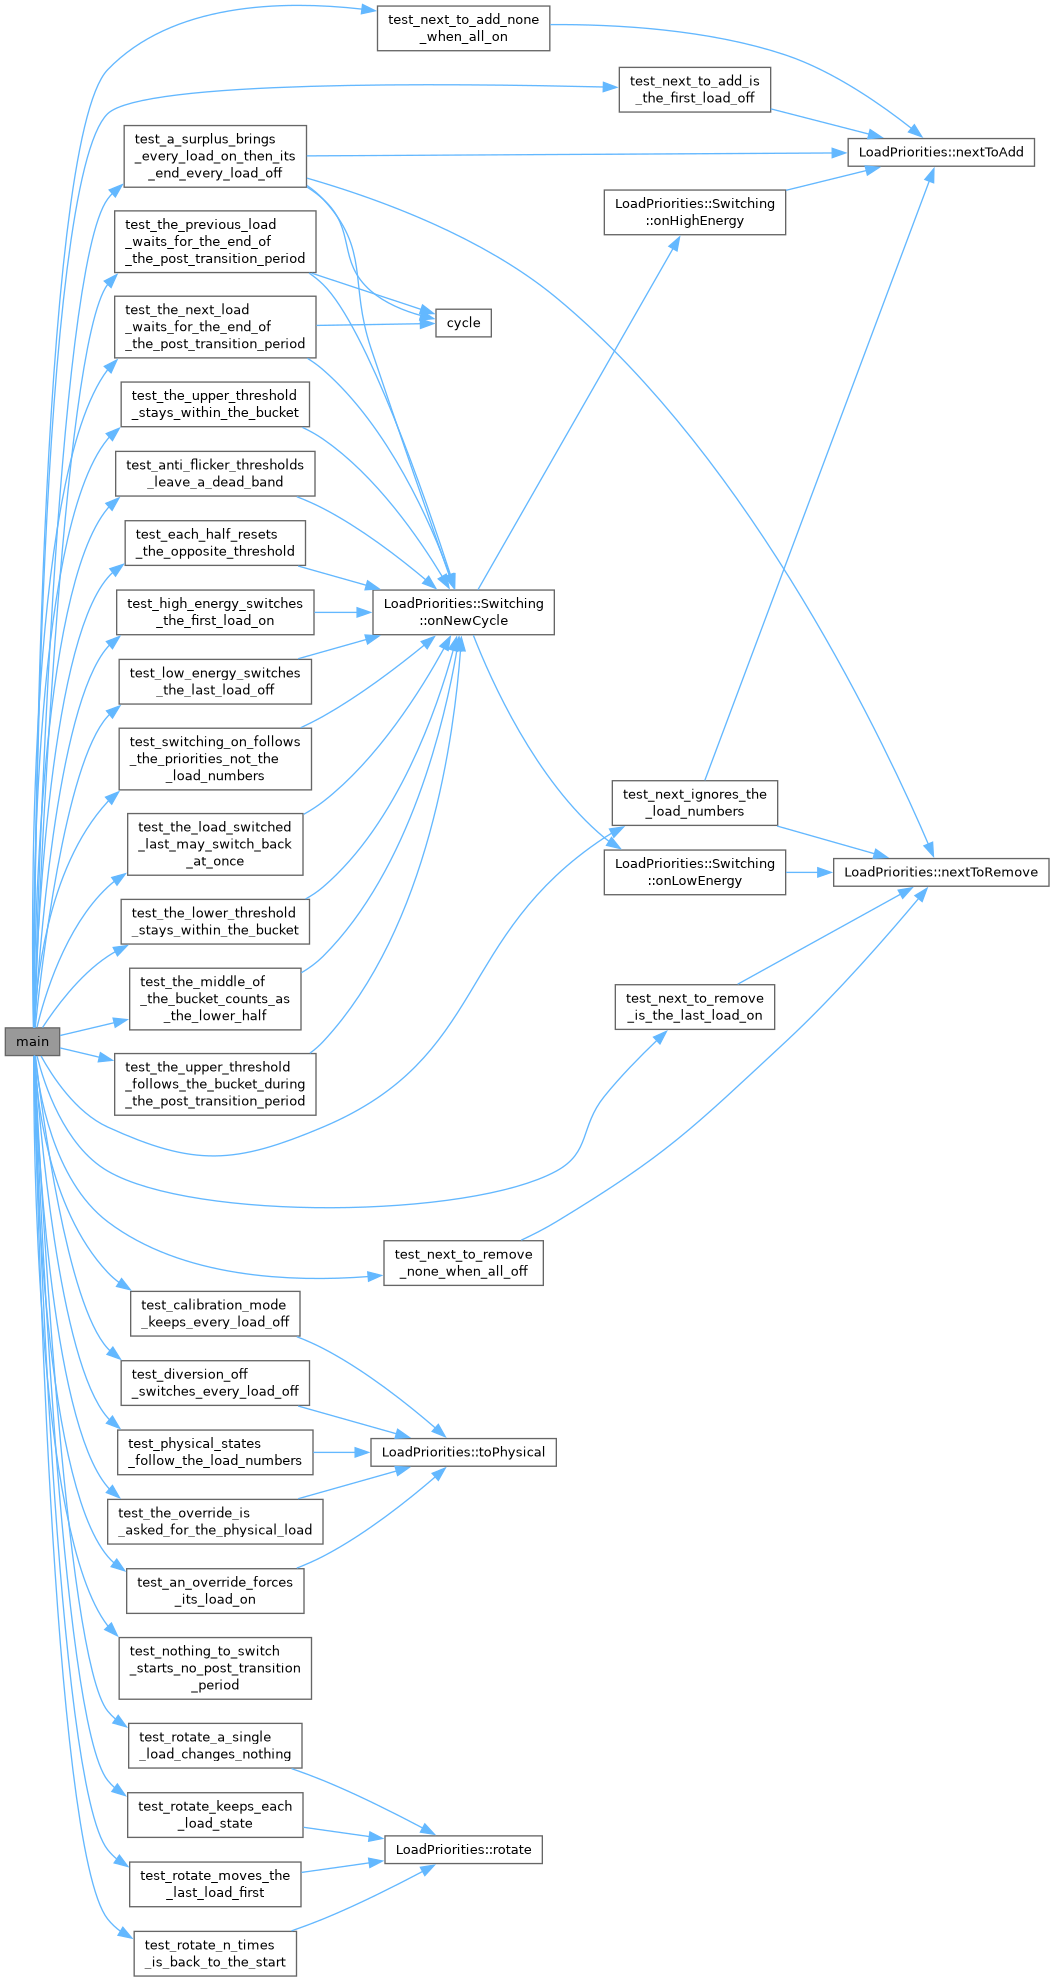 test_next_to_add_none
_when_all_on
test_next_to_add_is
_the_first_load_off
test_a_surplus_brings
_every_load_on_then_its
_end_every_load_off
LoadPriorities::nextToAdd
LoadPriorities::Switching
::onHighEnergy
test_the_previous_load
_waits_for_the_end_of
_the_post_transition_period
test_the_next_load
_waits_for_the_end_of
_the_post_transition_period
cycle
test_the_upper_threshold
_stays_within_the_bucket
test_anti_flicker_thresholds
_leave_a_dead_band
test_each_half_resets
_the_opposite_threshold
test_high_energy_switches
_the_first_load_on
LoadPriorities::Switching
::onNewCycle
test_low_energy_switches
_the_last_load_off
test_switching_on_follows
_the_priorities_not_the
_load_numbers
test_next_ignores_the
_load_numbers
test_the_load_switched
_last_may_switch_back
_at_once
LoadPriorities::Switching
::onLowEnergy
LoadPriorities::nextToRemove
test_the_lower_threshold
_stays_within_the_bucket
test_the_middle_of
_the_bucket_counts_as
_the_lower_half
test_next_to_remove
_is_the_last_load_on
main
test_the_upper_threshold
_follows_the_bucket_during
_the_post_transition_period
test_next_to_remove
_none_when_all_off
test_calibration_mode
_keeps_every_load_off
test_diversion_off
_switches_every_load_off
test_physical_states
_follow_the_load_numbers
LoadPriorities::toPhysical
test_the_override_is
_asked_for_the_physical_load
test_an_override_forces
_its_load_on
test_nothing_to_switch
_starts_no_post_transition
_period
test_rotate_a_single
_load_changes_nothing
test_rotate_keeps_each
_load_state
LoadPriorities::rotate
test_rotate_moves_the
_last_load_first
test_rotate_n_times
_is_back_to_the_start